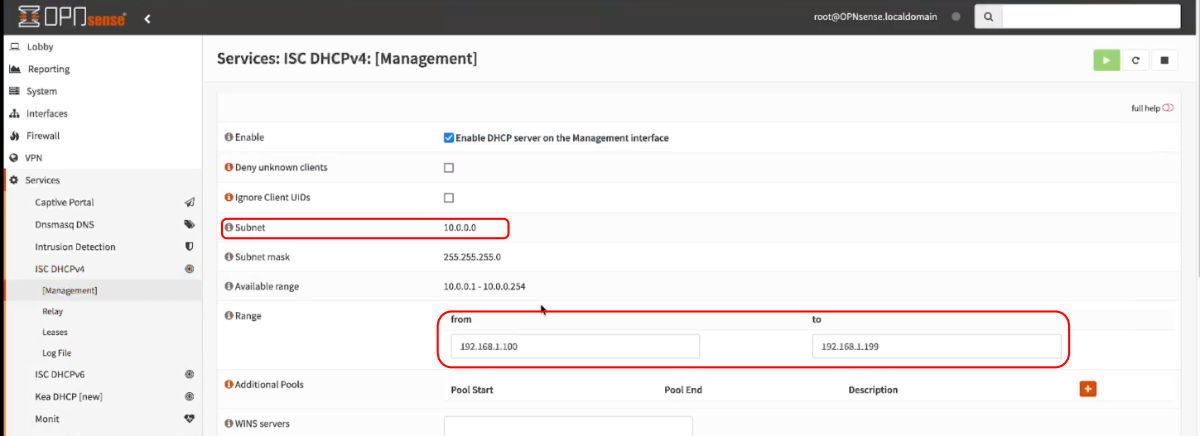 OPNsense
root@OPNsense.localdomain
Lobby
Reporting
System
Interfaces
Firewall
VPN
Services
Captive Portal
Dnsmasq DNS
Intrusion Detection
ISC DHCPv4
[Management]
Relay
Leases
Log File
ISC DHCPv6
Kea DHCP [new]
Monit
Services: ISC DHCPv4: [Management]
full help
Enable Enable DHCP server on the Management interface
Deny unknown clients
Ignore Client UIDs
Subnet 10.0.0.0
Subnet mask 255.255.255.0
Available range 10.0.0.1 - 10.0.0.254
Range
from to
192.168.1.100 192.168.1.199
Additional Pools Pool Start Pool End Description
WINS servers